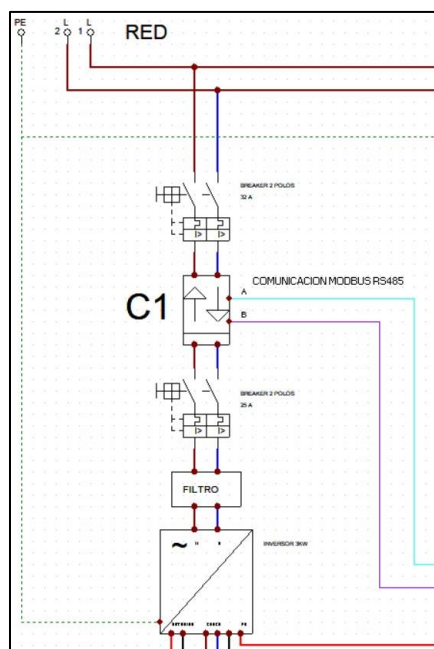 PE
L
L
2
1
RED
BREAKER 2 POLOS
32 A
COMUNICACION MODBUS RS485
A
C1
B
BREAKER 2 POLOS
25 A
I>
I>
I>
I>
FILTRO
INVERSOR 3KW
~
PE